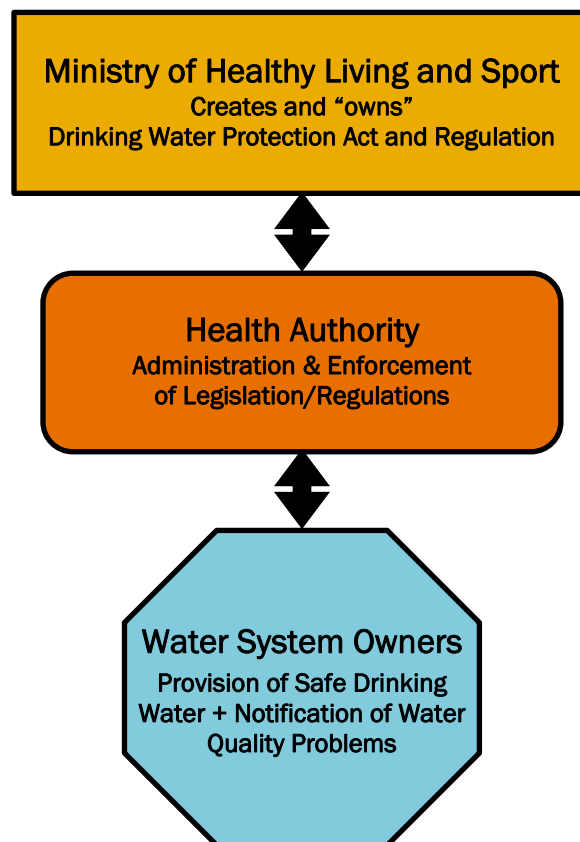 Ministry of Healthy Living and Sport
Creates and “owns”
Drinking Water Protection Act and Regulation
Health Authority
Administration & Enforcement
of Legislation/Regulations
Water System Owners
Provision of Safe Drinking
Water + Notification of Water
Quality Problems